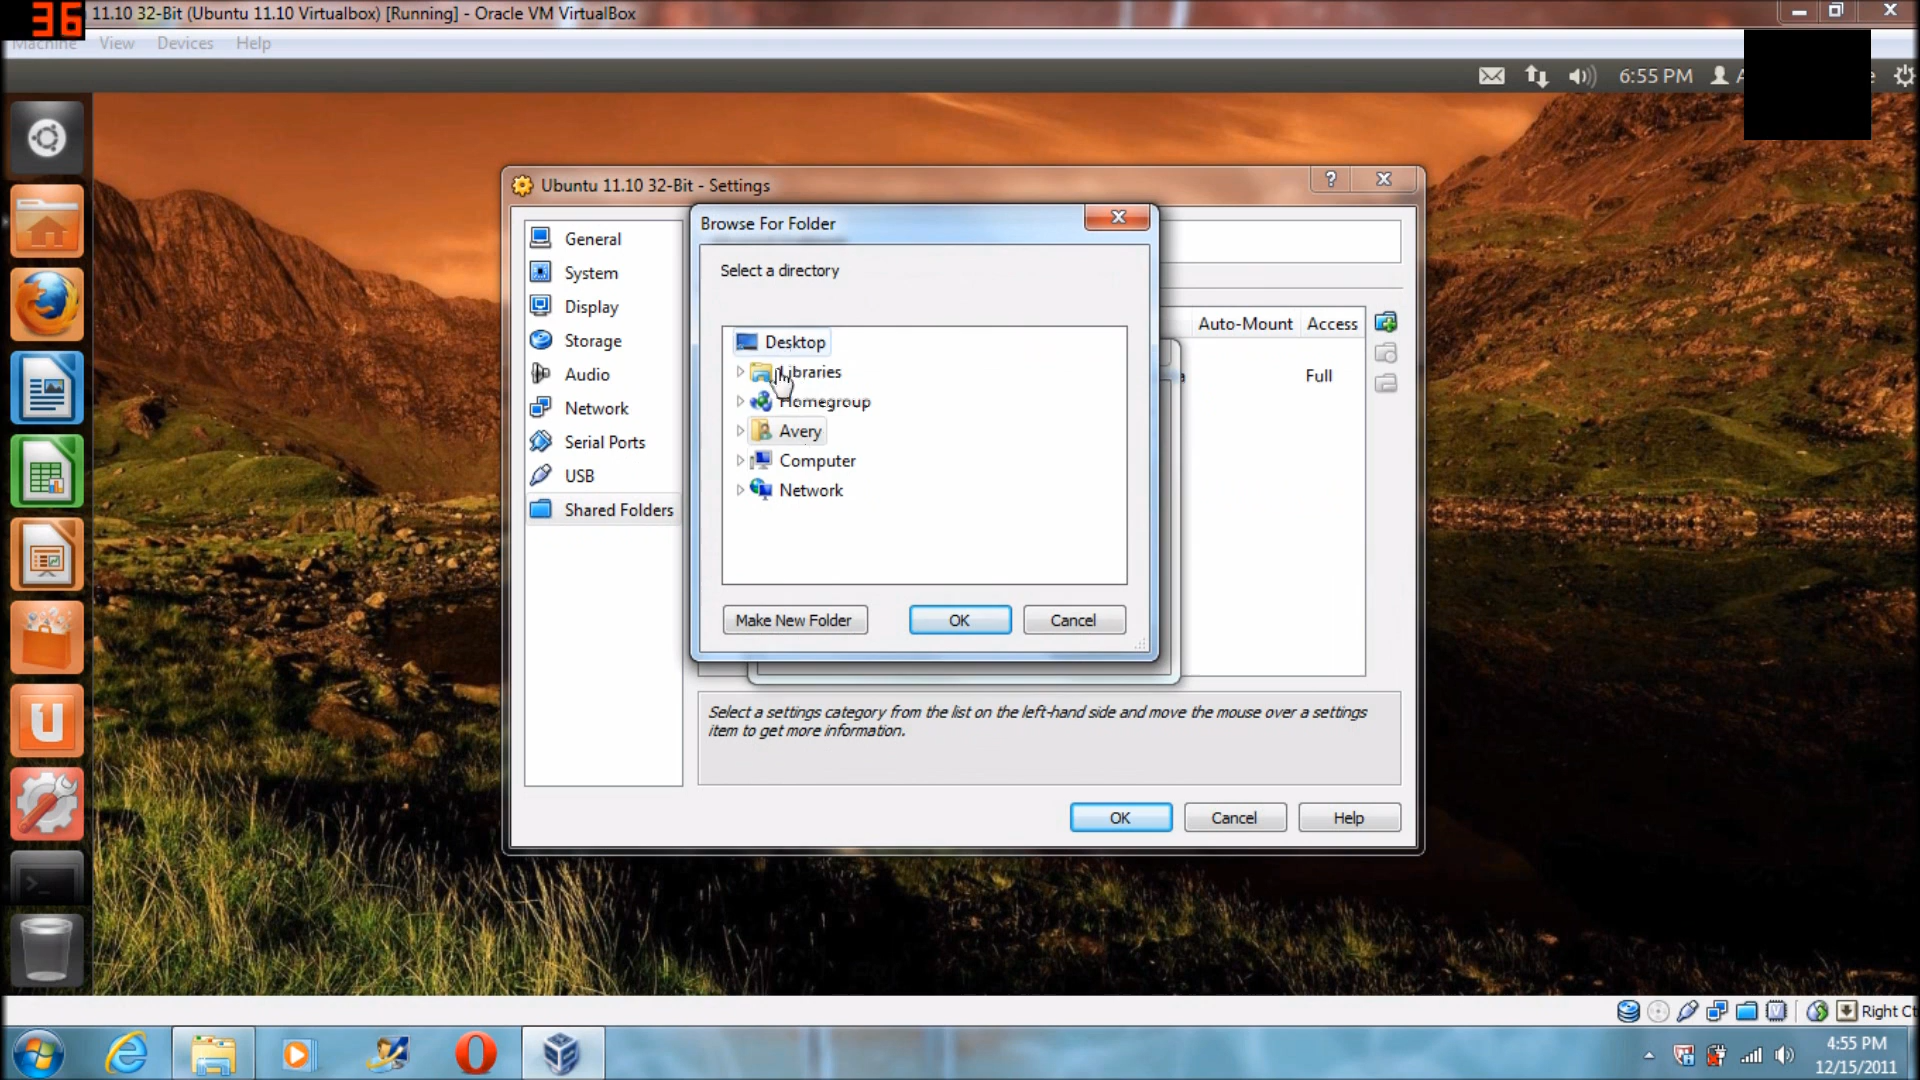 36
11.10 32-Bit (Ubuntu 11.10 Virtualbox) [Running] - Oracle VM VirtualBox
Machine View Devices Help
6:55 PM A e
Ubuntu 11.10 32-Bit - Settings
?
General
System
Display
Storage
Audio
Network
Serial Ports
USB
Shared Folders
Browse For Folder
Select a directory
Desktop
Libraries
Homegroup
Avery
Computer
Network
Make New Folder OK Cancel
Auto-Mount Access
Full
Select a settings category from the list on the left-hand side and move the mouse over a settings
item to get more information.
OK Cancel Help
Right Ct
4:55 PM
12/15/2011